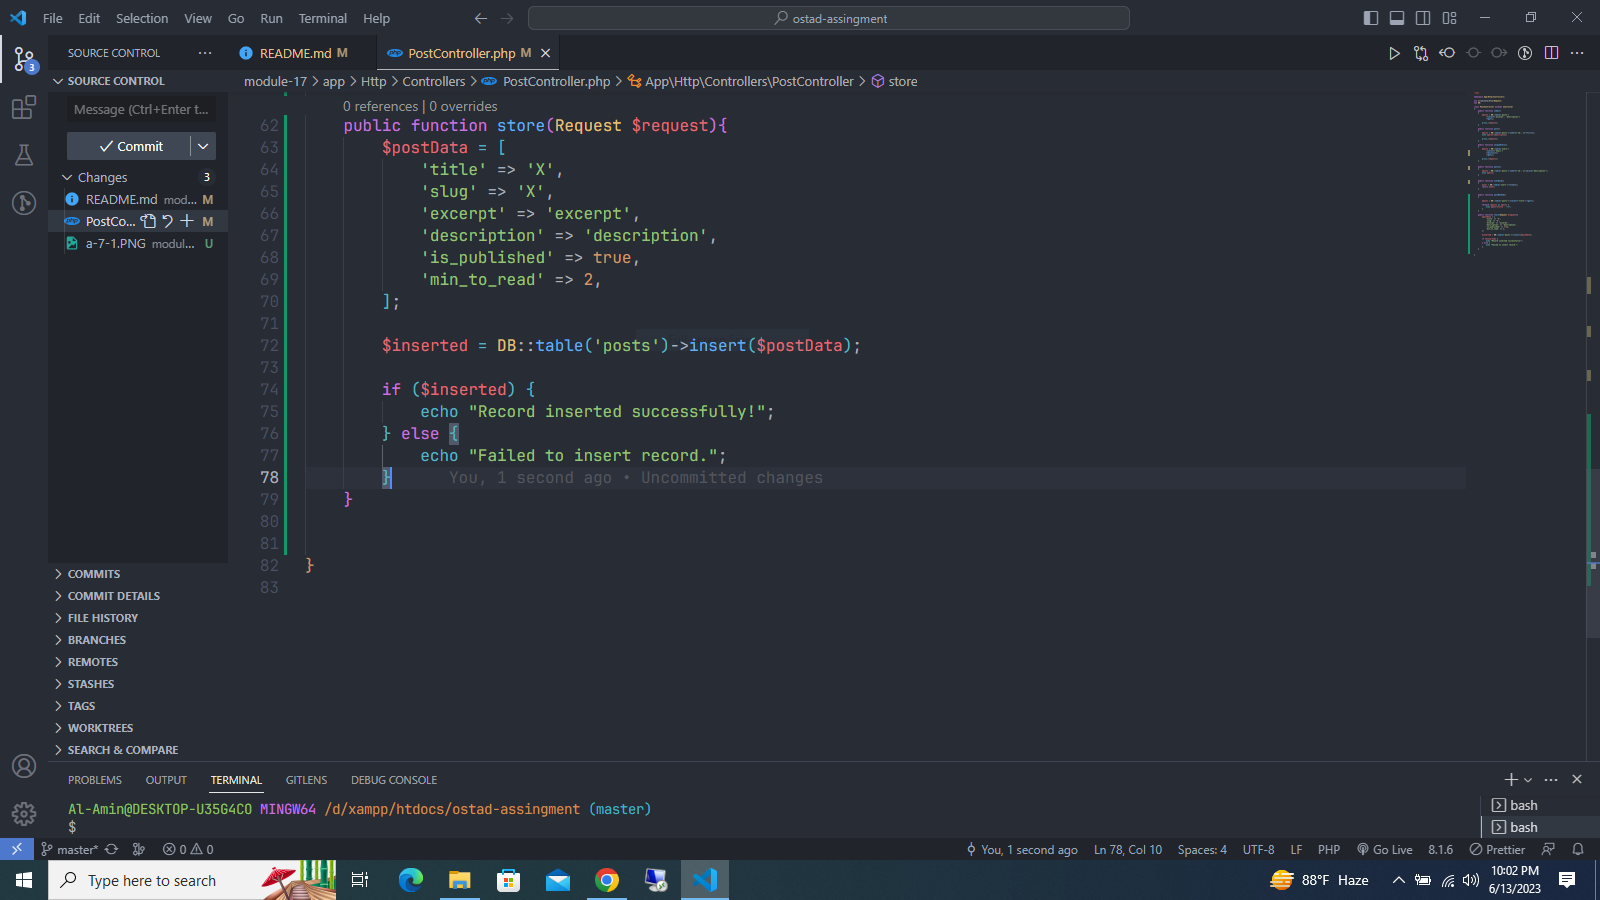 File Edit Selection View Go Run Terminal Help
ostad-assingment
3
SOURCE CONTROL
README.md M
PostController.php M
SOURCE CONTROL
module-17 > app > Http > Controllers > PostController.php > App\Http\Controllers\PostController > store
Message (Ctrl+Enter t...
Commit
Changes 3
README.md mod... M
PostCo... M
a-7-1.PNG modul... U
0 references | 0 overrides
62 public function store(Request $request){
63 $postData = [
64 'title' => 'X',
65 'slug' => 'X',
66 'excerpt' => 'excerpt',
67 'description' => 'description',
68 'is_published' => true,
69 'min_to_read' => 2,
70 ];
71
72 $inserted = DB::table('posts')->insert($postData);
73
74 if ($inserted) {
75 echo "Record inserted successfully!";
76 } else {
77 echo "Failed to insert record.";
78 } You, 1 second ago • Uncommitted changes
79 }
80
81
82 }
83
COMMITS
COMMIT DETAILS
FILE HISTORY
BRANCHES
REMOTES
STASHES
TAGS
WORKTREES
SEARCH & COMPARE
PROBLEMS OUTPUT TERMINAL GITLENS DEBUG CONSOLE
Al-Amin@DESKTOP-U35G4CO MINGW64 /d/xampp/htdocs/ostad-assingment (master)
$
bash
bash
master* 0 0
You, 1 second ago Ln 78, Col 10 Spaces: 4 UTF-8 LF PHP Go Live 8.1.6 Prettier
Type here to search
88°F Haze
10:02 PM
6/13/2023